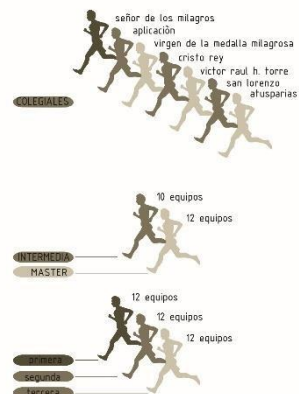 señor de los milagros
aplicación
virgen de la medalla milagrosa
cristo rey
victor raul h. torre
san lorenzo
atusparias
COLEGIALES
10 equipos
12 equipos
INTERMEDIA
MASTER
12 equipos
12 equipos
12 equipos
primera
segunda
tercera